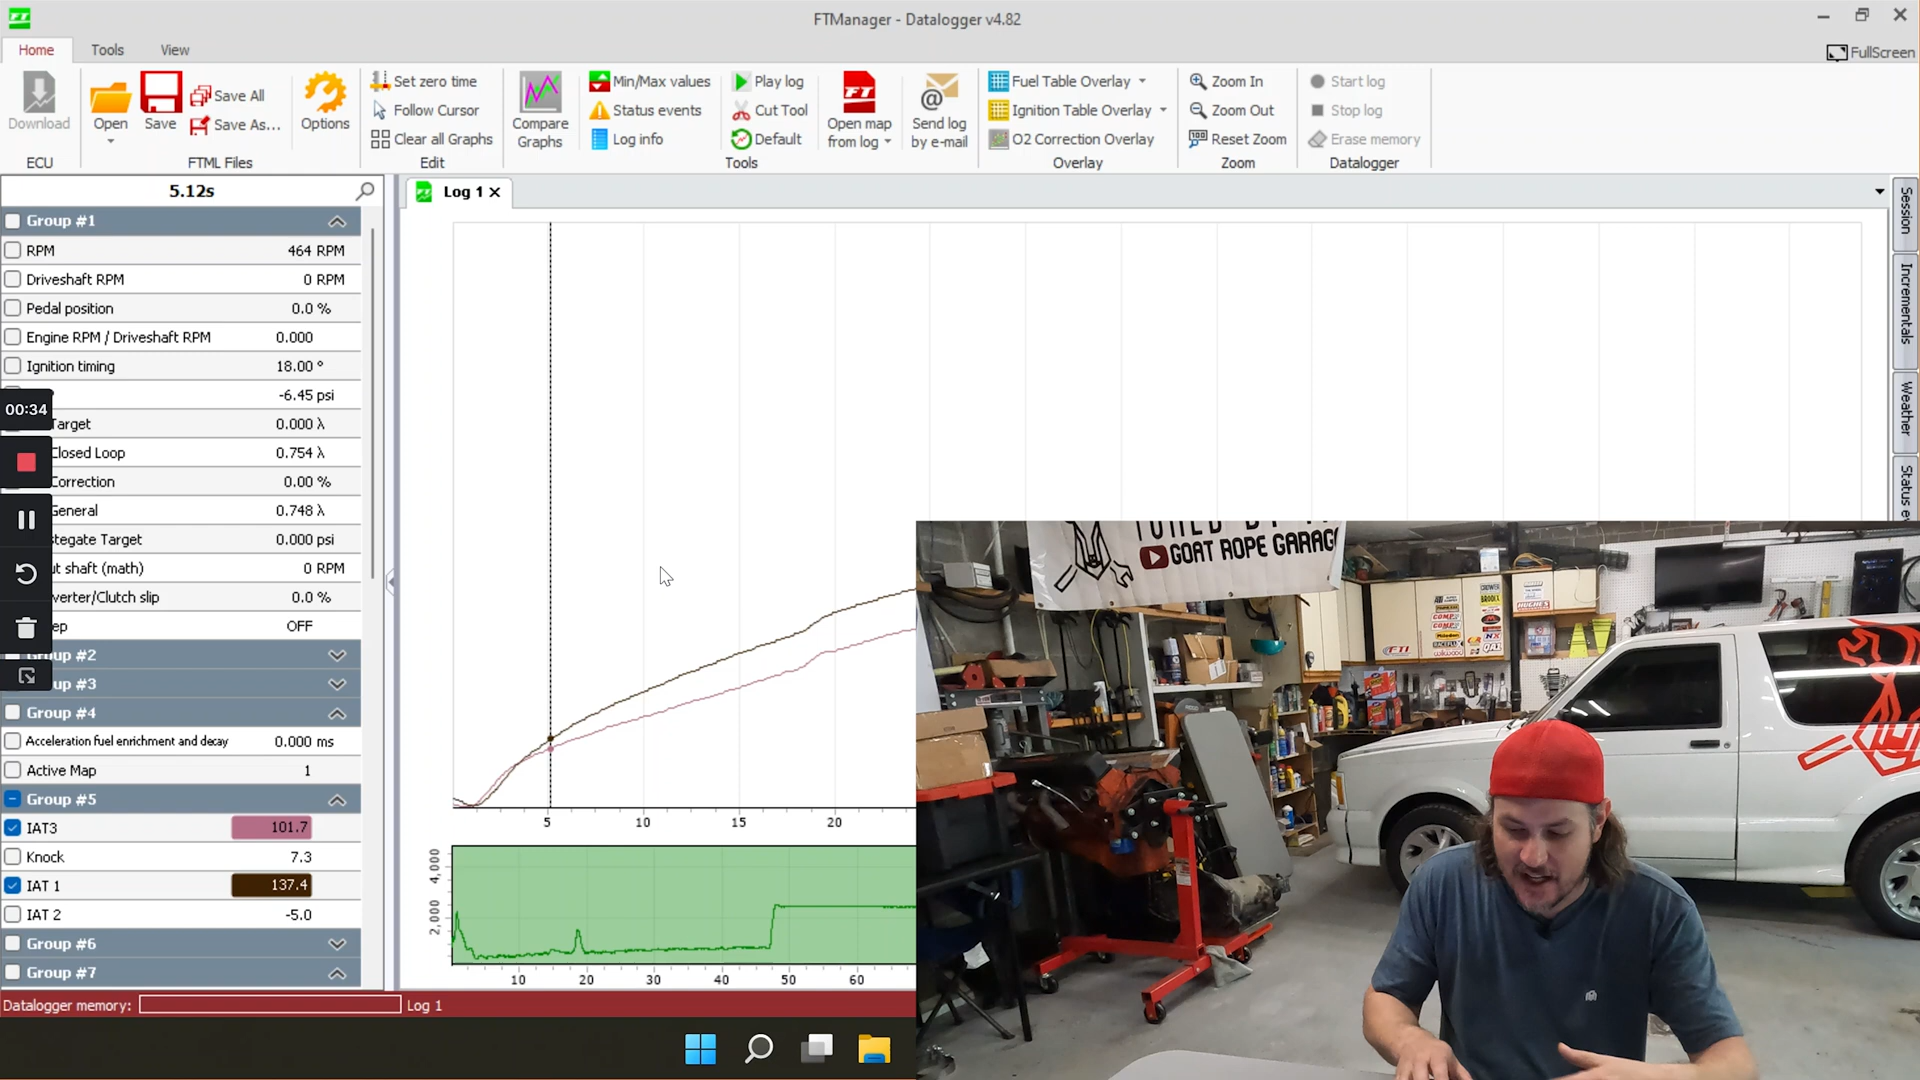 FTManager - Datalogger v4.82
Home
Tools
View
FullScreen
Download
Open
Save
Save All
Save As...
Options
Set zero time
Follow Cursor
Clear all Graphs
Compare
Graphs
Min/Max values
Status events
Log info
Play log
Cut Tool
Default
FT
Open map
from log
Send log
by e-mail
Fuel Table Overlay
Ignition Table Overlay
O2 Correction Overlay
Zoom In
Zoom Out
Reset Zoom
Start log
Stop log
Erase memory
ECU
FTML Files
Edit
Tools
Overlay
Zoom
Datalogger
5.12s
Log 1
Group #1
RPM 464 RPM
Driveshaft RPM 0 RPM
Pedal position 0.0 %
Engine RPM / Driveshaft RPM 0.000
Ignition timing 18.00 °
-6.45 psi
00:34
Target 0.000 λ
Closed Loop 0.754 λ
Correction 0.00 %
General 0.748 λ
stegate Target 0.000 psi
ut shaft (math) 0 RPM
verter/Clutch slip 0.0 %
ep OFF
up #2
up #3
Group #4
Acceleration fuel enrichment and decay 0.000 ms
Active Map 1
Group #5
IAT3 101.7
Knock 7.3
IAT 1 137.4
IAT 2 -5.0
Group #6
Group #7
Datalogger memory:
Log 1
5 10 15 20
4,000
2,000
10 20 30 40 50 60
Session
Incrementals
Weather
Status e
TUNED BY
GOAT ROPE GARAG